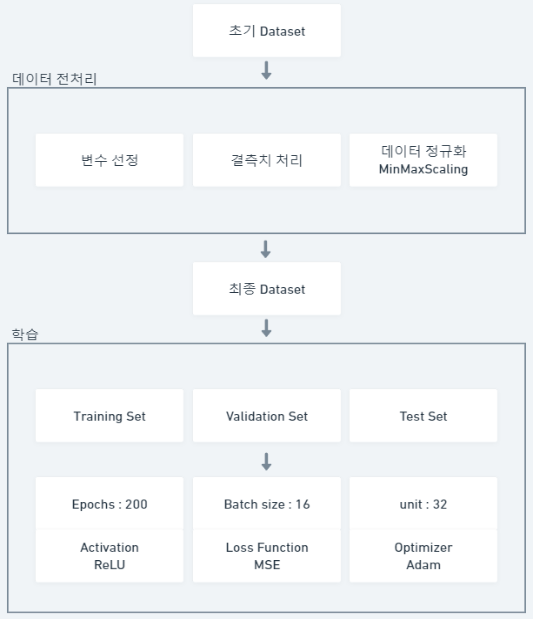 초기 Dataset
데이터 전처리
변수 선정
결측치 처리
데이터 정규화
MinMaxScaling
최종 Dataset
학습
Training Set
Validation Set
Test Set
Epochs : 200
Batch size : 16
unit : 32
Activation
ReLU
Loss Function
MSE
Optimizer
Adam